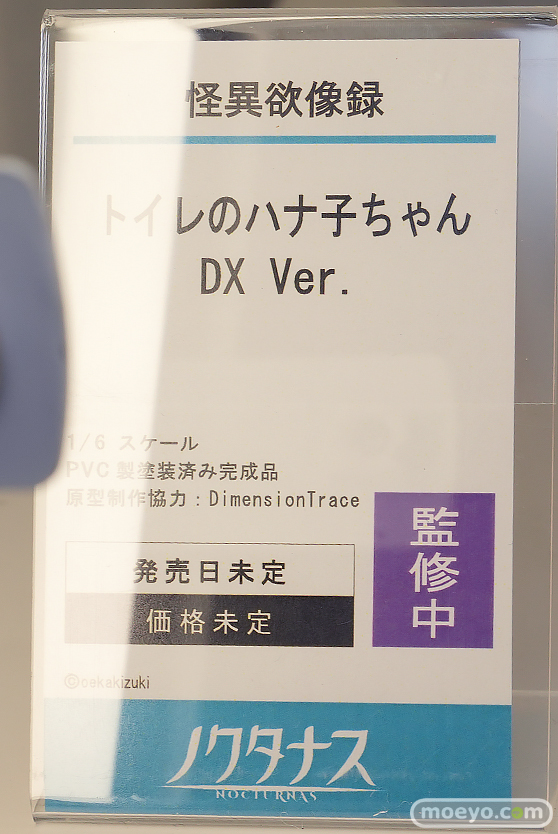 怪異欲像録
トイレのハナ子ちゃん
DX Ver.
1/6 スケール
PVC製塗装済み完成品
原型制作協力：DimensionTrace
監修中
発売日未定
価格未定
©oekakizuki
ノクタナス
NOCTURNAS
moeyo.com